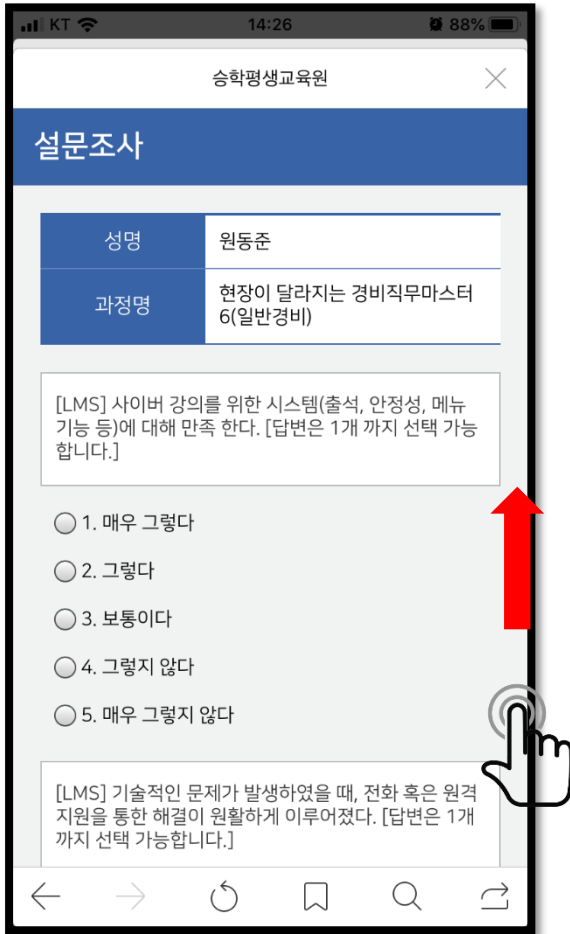 KT 14:26 88%
승학평생교육원
설문조사
성명 원동준
과정명 현장이 달라지는 경비직무마스터
6(일반경비)
[LMS] 사이버 강의를 위한 시스템(출석, 안정성, 메뉴
기능 등)에 대해 만족 한다. [답변은 1개 까지 선택 가능
합니다.]
1. 매우 그렇다
2. 그렇다
3. 보통이다
4. 그렇지 않다
5. 매우 그렇지 않다
[LMS] 기술적인 문제가 발생하였을 때, 전화 혹은 원격
지원을 통한 해결이 원활하게 이루어졌다. [답변은 1개
까지 선택 가능합니다.]